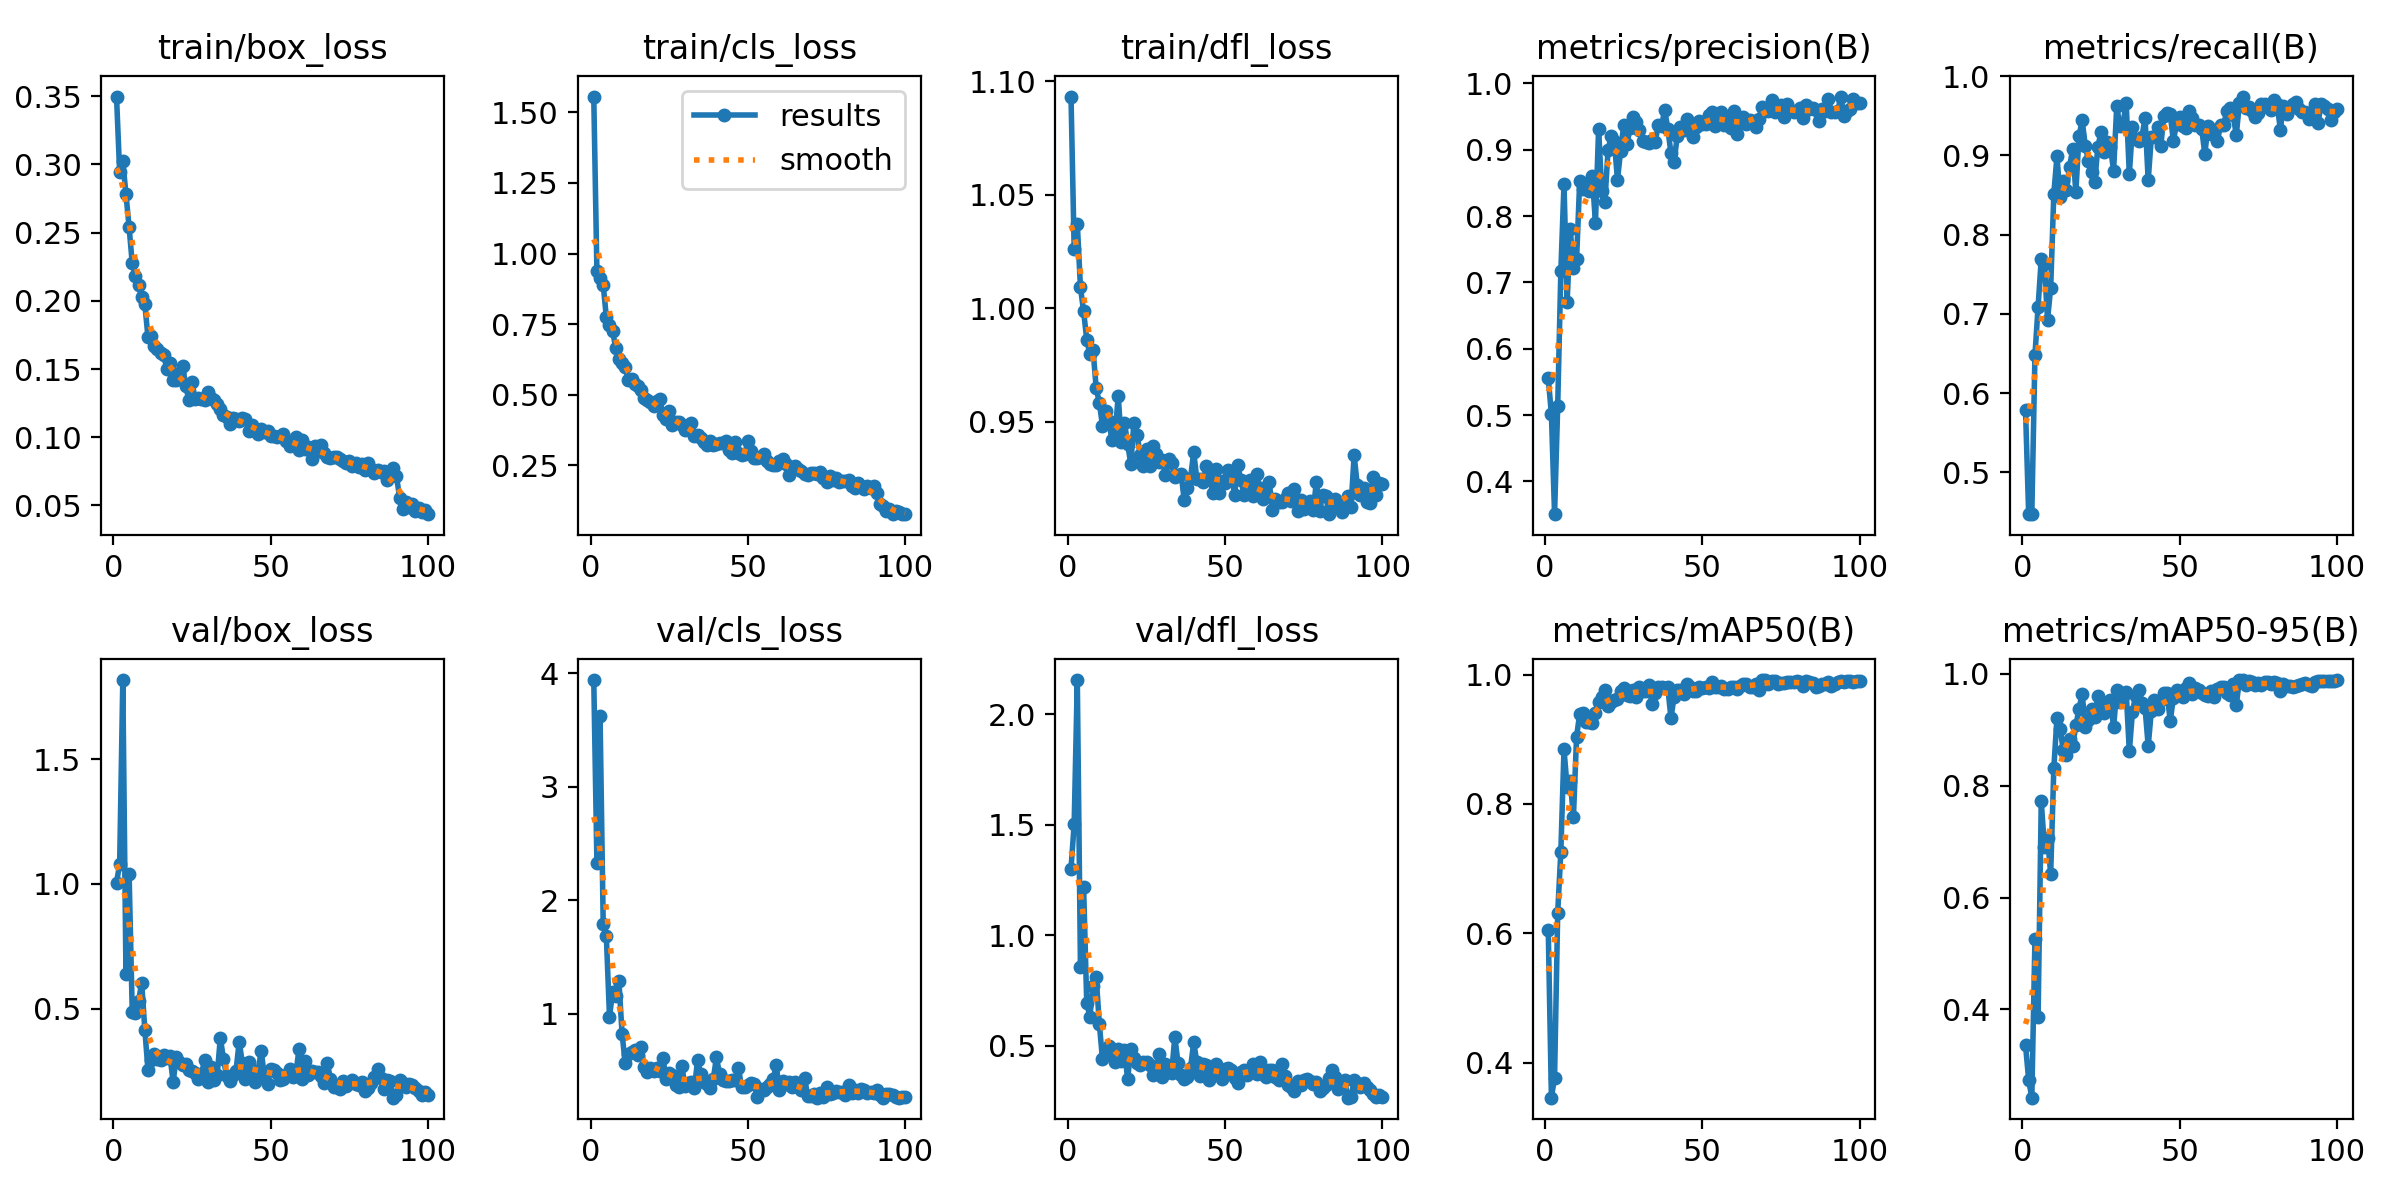 train/box_loss
0.35
0.30
0.25
0.20
0.15
0.10
0.05
0 50 100
train/cls_loss
results
smooth
1.50
1.25
1.00
0.75
0.50
0.25
0 50 100
train/dfl_loss
1.10
1.05
1.00
0.95
0 50 100
metrics/precision(B)
1.0
0.9
0.8
0.7
0.6
0.5
0.4
0 50 100
metrics/recall(B)
1.0
0.9
0.8
0.7
0.6
0.5
0 50 100
val/box_loss
1.5
1.0
0.5
0 50 100
val/cls_loss
4
3
2
1
0 50 100
val/dfl_loss
2.0
1.5
1.0
0.5
0 50 100
metrics/mAP50(B)
1.0
0.8
0.6
0.4
0 50 100
metrics/mAP50-95(B)
1.0
0.8
0.6
0.4
0 50 100